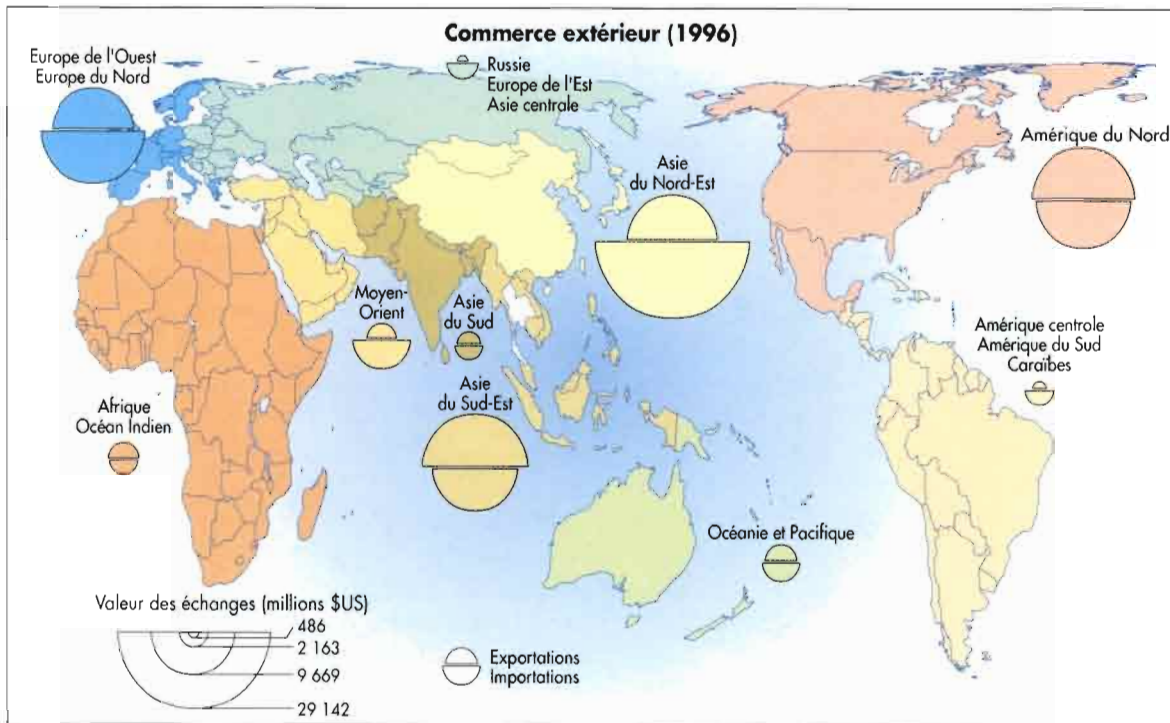 Commerce extérieur (1996)
Europe de l'Ouest
Europe du Nord
Russie
Europe de l'Est
Asie centrale
Amérique du Nord
Asie
du Nord-Est
Moyen-
Orient
Asie
du Sud
Amérique centrale
Amérique du Sud
Caraïbes
Afrique
Océan Indien
Asie
du Sud-Est
Océanie et Pacifique
Valeur des échanges (millions $US)
486
2 163
9 669
29 142
Exportations
Importations